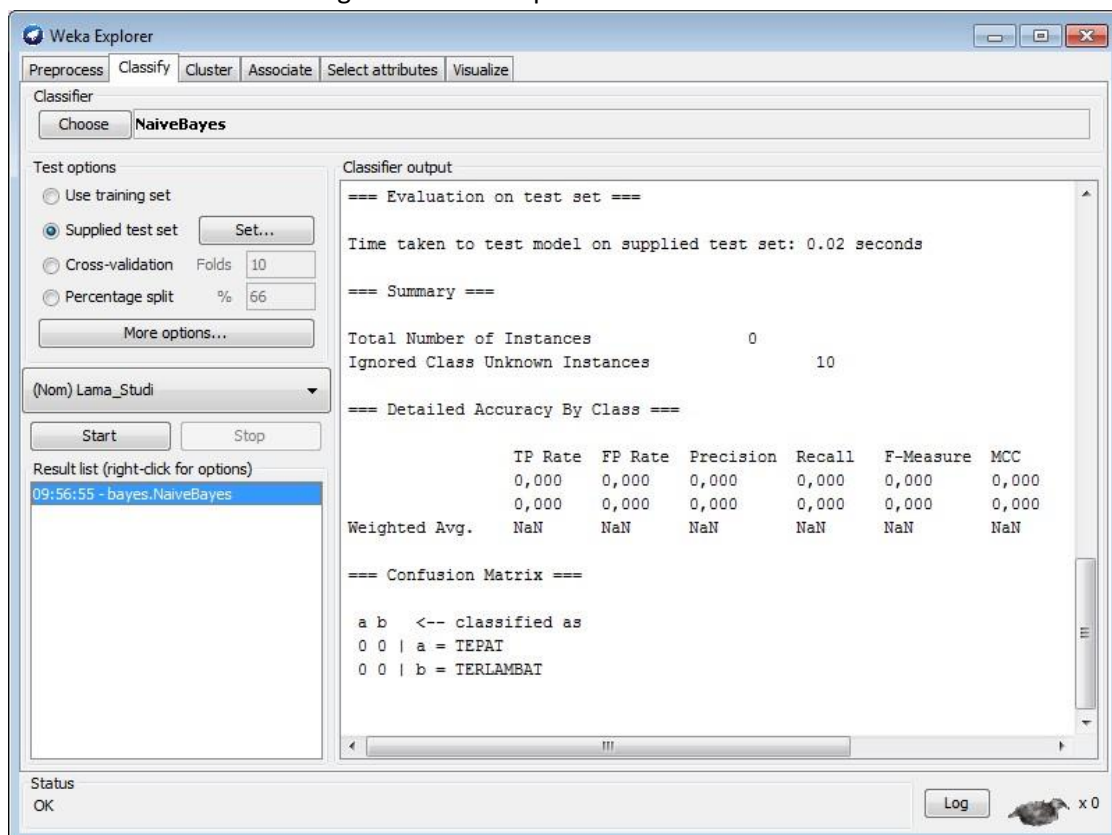 Weka Explorer
Preprocess Classify Cluster Associate Select attributes Visualize
Classifier
Choose NaiveBayes
Test options
Use training set
Supplied test set Set...
Cross-validation Folds 10
Percentage split % 66
More options...
(Nom) Lama_Studi
Start Stop
Result list (right-click for options)
09:56:55 - bayes.NaiveBayes
Classifier output
=== Evaluation on test set ===
Time taken to test model on supplied test set: 0.02 seconds
=== Summary ===
Total Number of Instances 0
Ignored Class Unknown Instances 10
=== Detailed Accuracy By Class ===
TP Rate FP Rate Precision Recall F-Measure MCC
0,000 0,000 0,000 0,000 0,000 0,000
0,000 0,000 0,000 0,000 0,000 0,000
Weighted Avg. NaN NaN NaN NaN NaN NaN
=== Confusion Matrix ===
a b <-- classified as
0 0 | a = TEPAT
0 0 | b = TERLAMBAT
Status
OK
Log x 0